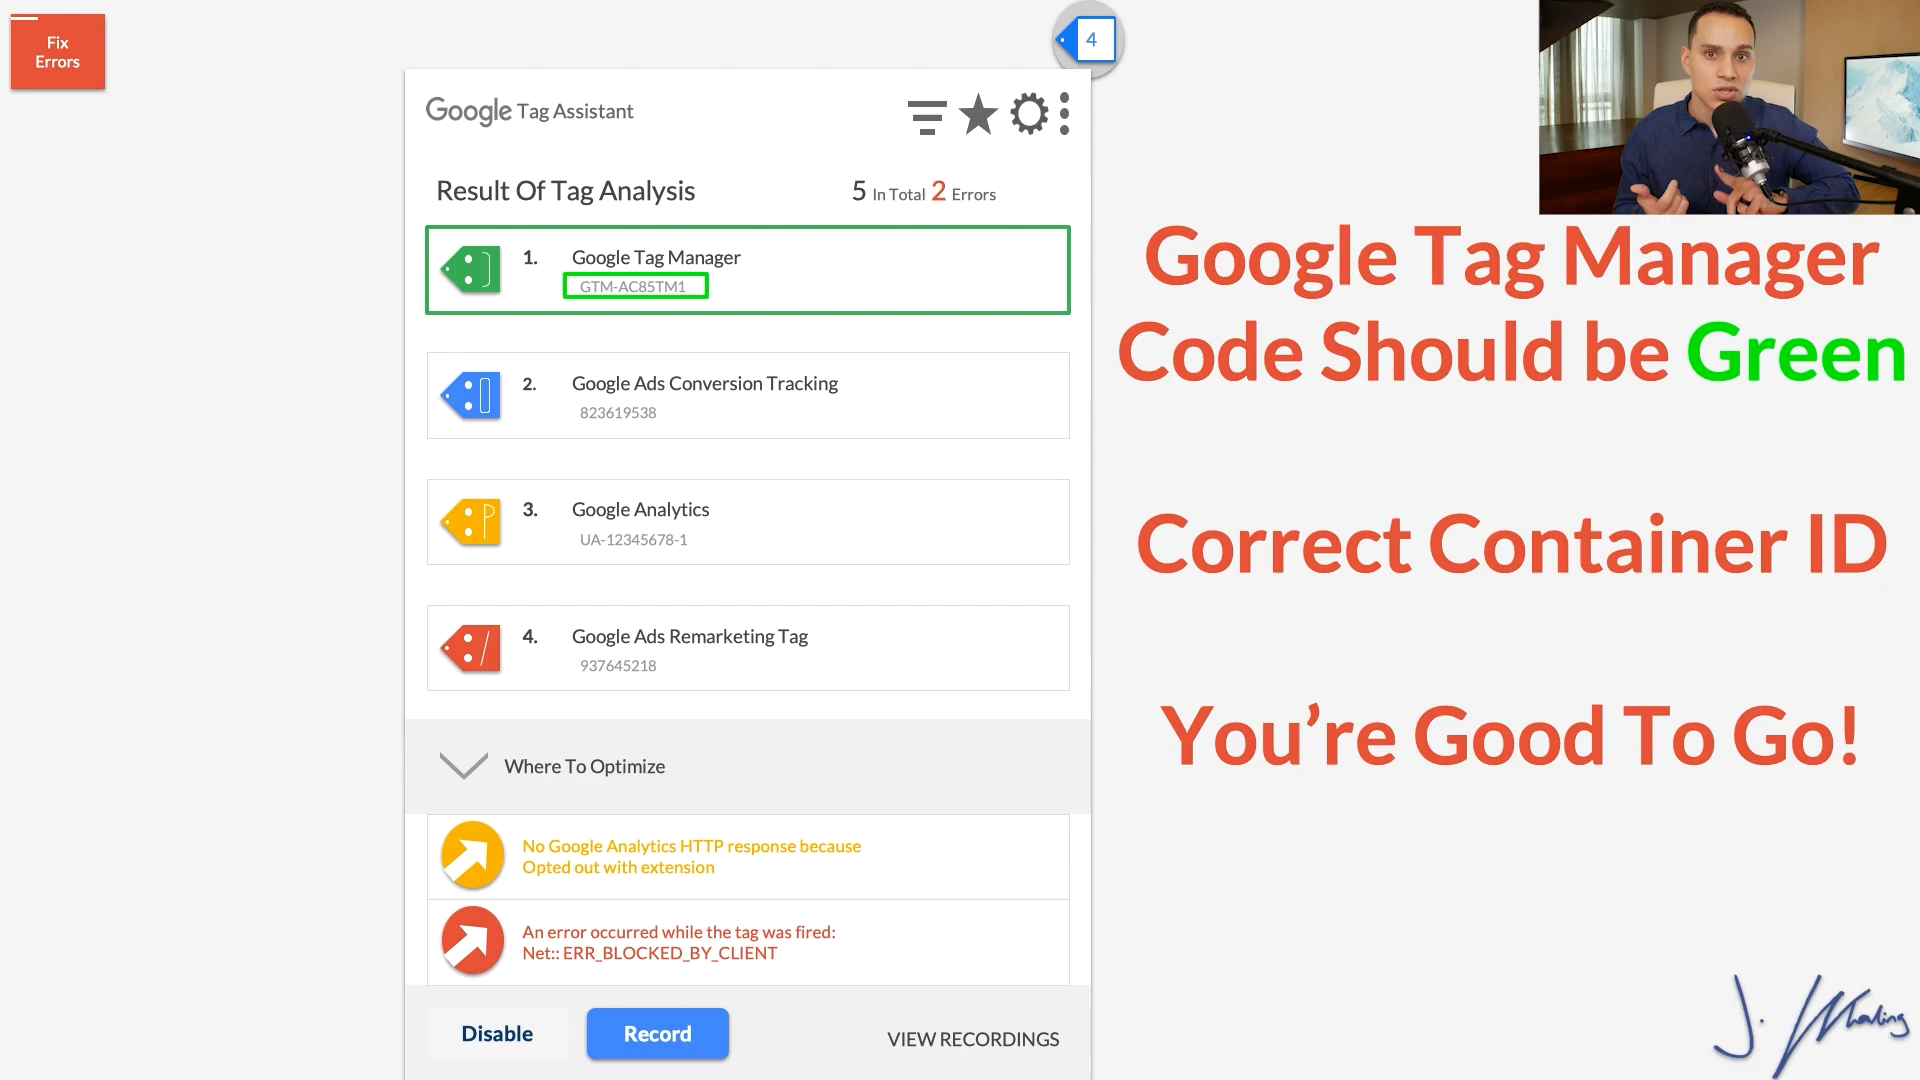 Fix
Errors
4
Google Tag Assistant
Result Of Tag Analysis
5 In Total 2 Errors
1. Google Tag Manager
GTM-AC85TM1
2. Google Ads Conversion Tracking
823619538
3. Google Analytics
UA-12345678-1
4. Google Ads Remarketing Tag
937645218
Where To Optimize
No Google Analytics HTTP response because
Opted out with extension
An error occurred while the tag was fired:
Net:: ERR_BLOCKED_BY_CLIENT
Disable
Record
VIEW RECORDINGS
Google Tag Manager
Code Should be Green
Correct Container ID
You’re Good To Go!